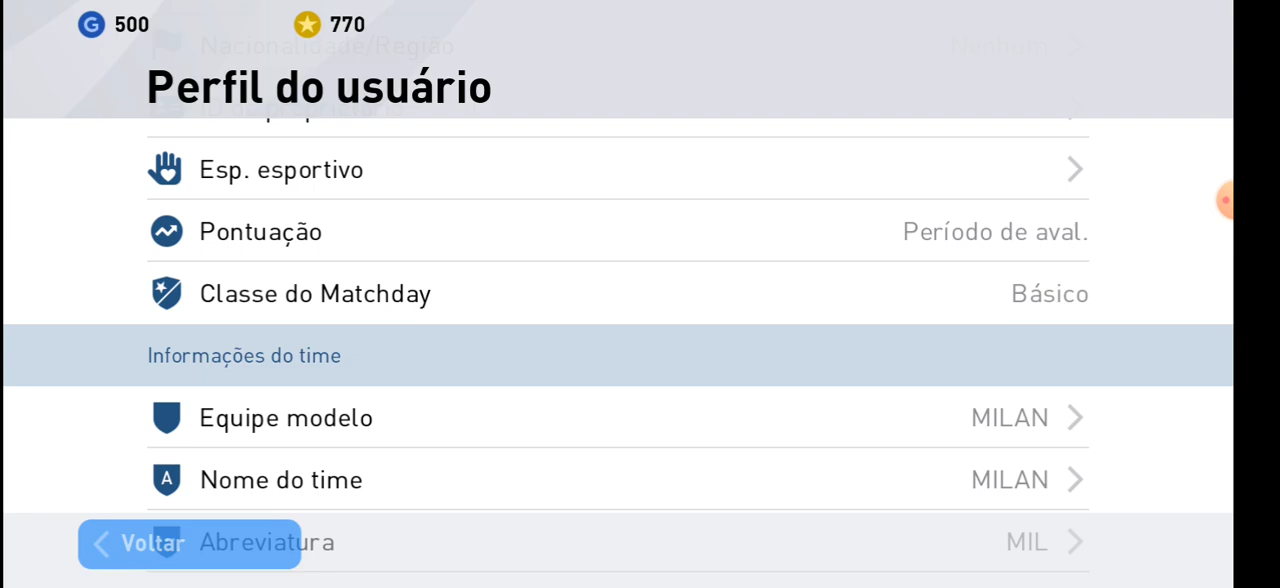 G 500 770
Nacionalidade/Região Nenhum
Perfil do usuário
Esp. esportivo
Pontuação Período de aval.
Classe do Matchday Básico
Informações do time
Equipe modelo MILAN
A Nome do time MILAN
Voltar Abreviatura MIL